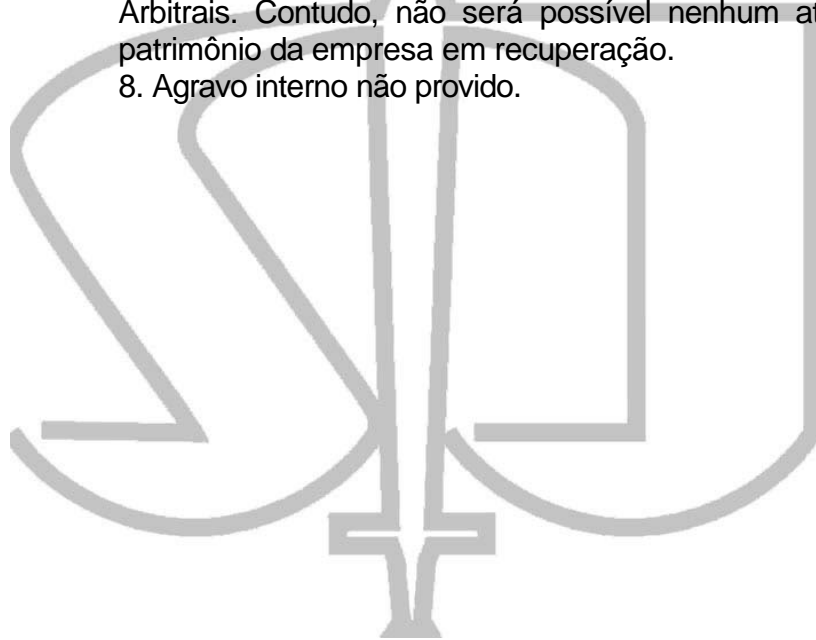 Arbitrais. Contudo, não será possível nenhum
patrimônio da empresa em recuperação.
8. Agravo interno não provido.